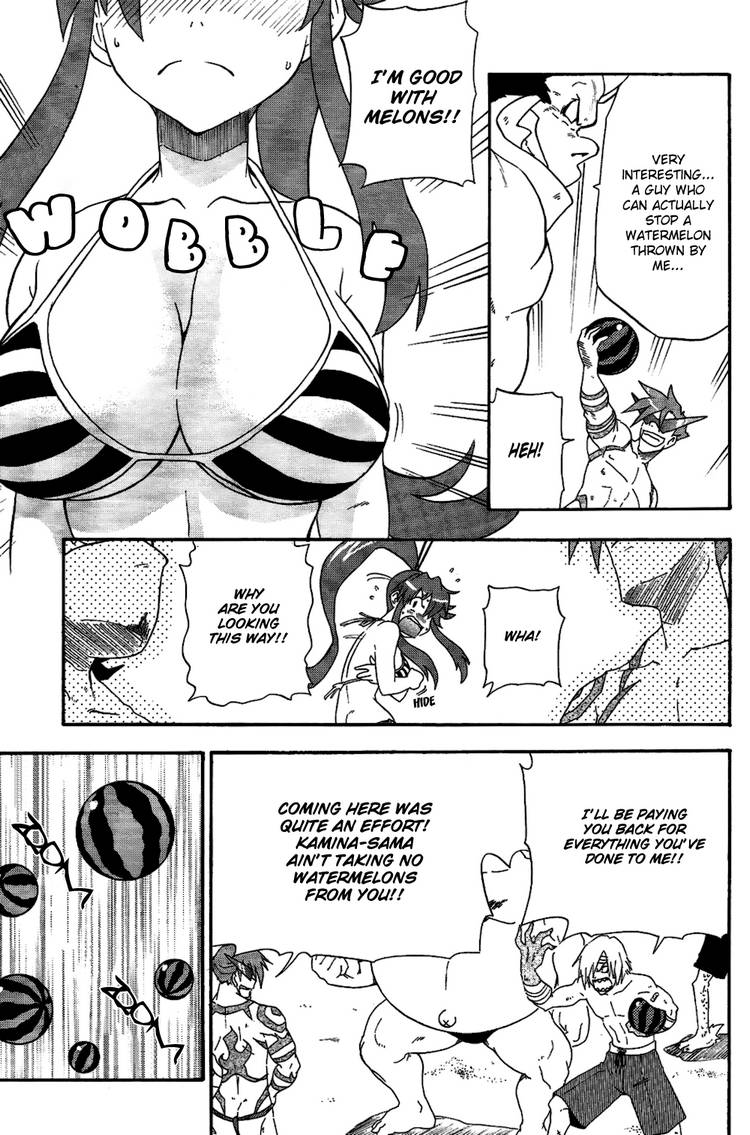 VERY
INTERESTING...
A GUY WHO
CAN ACTUALLY
STOP A
WATERMELON
THROWN BY
ME...
HEH!
I'M GOOD
WITH
MELONS!!
WOBBLE
WHA!
HIDE
WHY
ARE YOU
LOOKING
THIS WAY!!
I'LL BE PAYING
YOU BACK FOR
EVERYTHING YOU'VE
DONE TO ME!!
COMING HERE WAS
QUITE AN EFFORT!
KAMINA-SAMA
AIN'T TAKING NO
WATERMELONS
FROM YOU!!
ZOOM
ZOOM